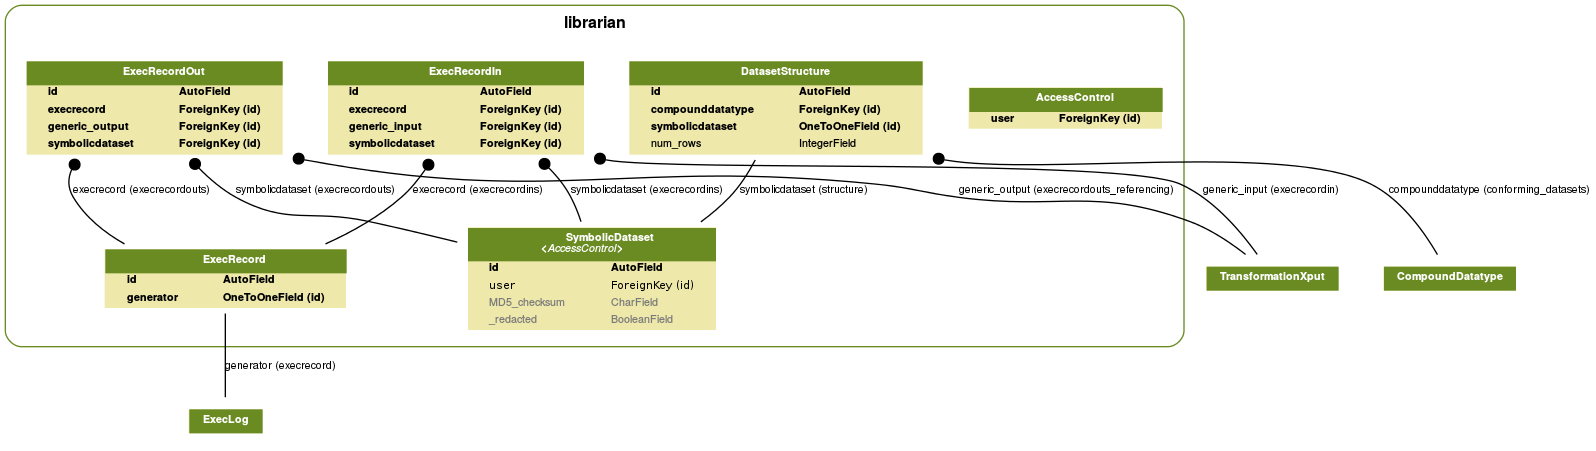 librarian
ExecRecordOut
id AutoField
execrecord ForeignKey (id)
generic_output ForeignKey (id)
symbolicdataset ForeignKey (id)
ExecRecordIn
id AutoField
execrecord ForeignKey (id)
generic_input ForeignKey (id)
symbolicdataset ForeignKey (id)
DatasetStructure
id AutoField
compounddatatype ForeignKey (id)
symbolicdataset OneToOneField (id)
num_rows IntegerField
AccessControl
user ForeignKey (id)
execrecord (execrecordouts)
symbolicdataset (execrecordouts)
execrecord (execrecordins)
symbolicdataset (execrecordins)
symbolicdataset (structure)
generic_output (execrecordouts_referencing)
generic_input (execrecordin)
compounddatatype (conforming_datasets)
ExecRecord
id AutoField
generator OneToOneField (id)
SymbolicDataset
<AccessControl>
id AutoField
user ForeignKey (id)
MD5_checksum CharField
_redacted BooleanField
TransformationXput
CompoundDatatype
generator (execrecord)
ExecLog